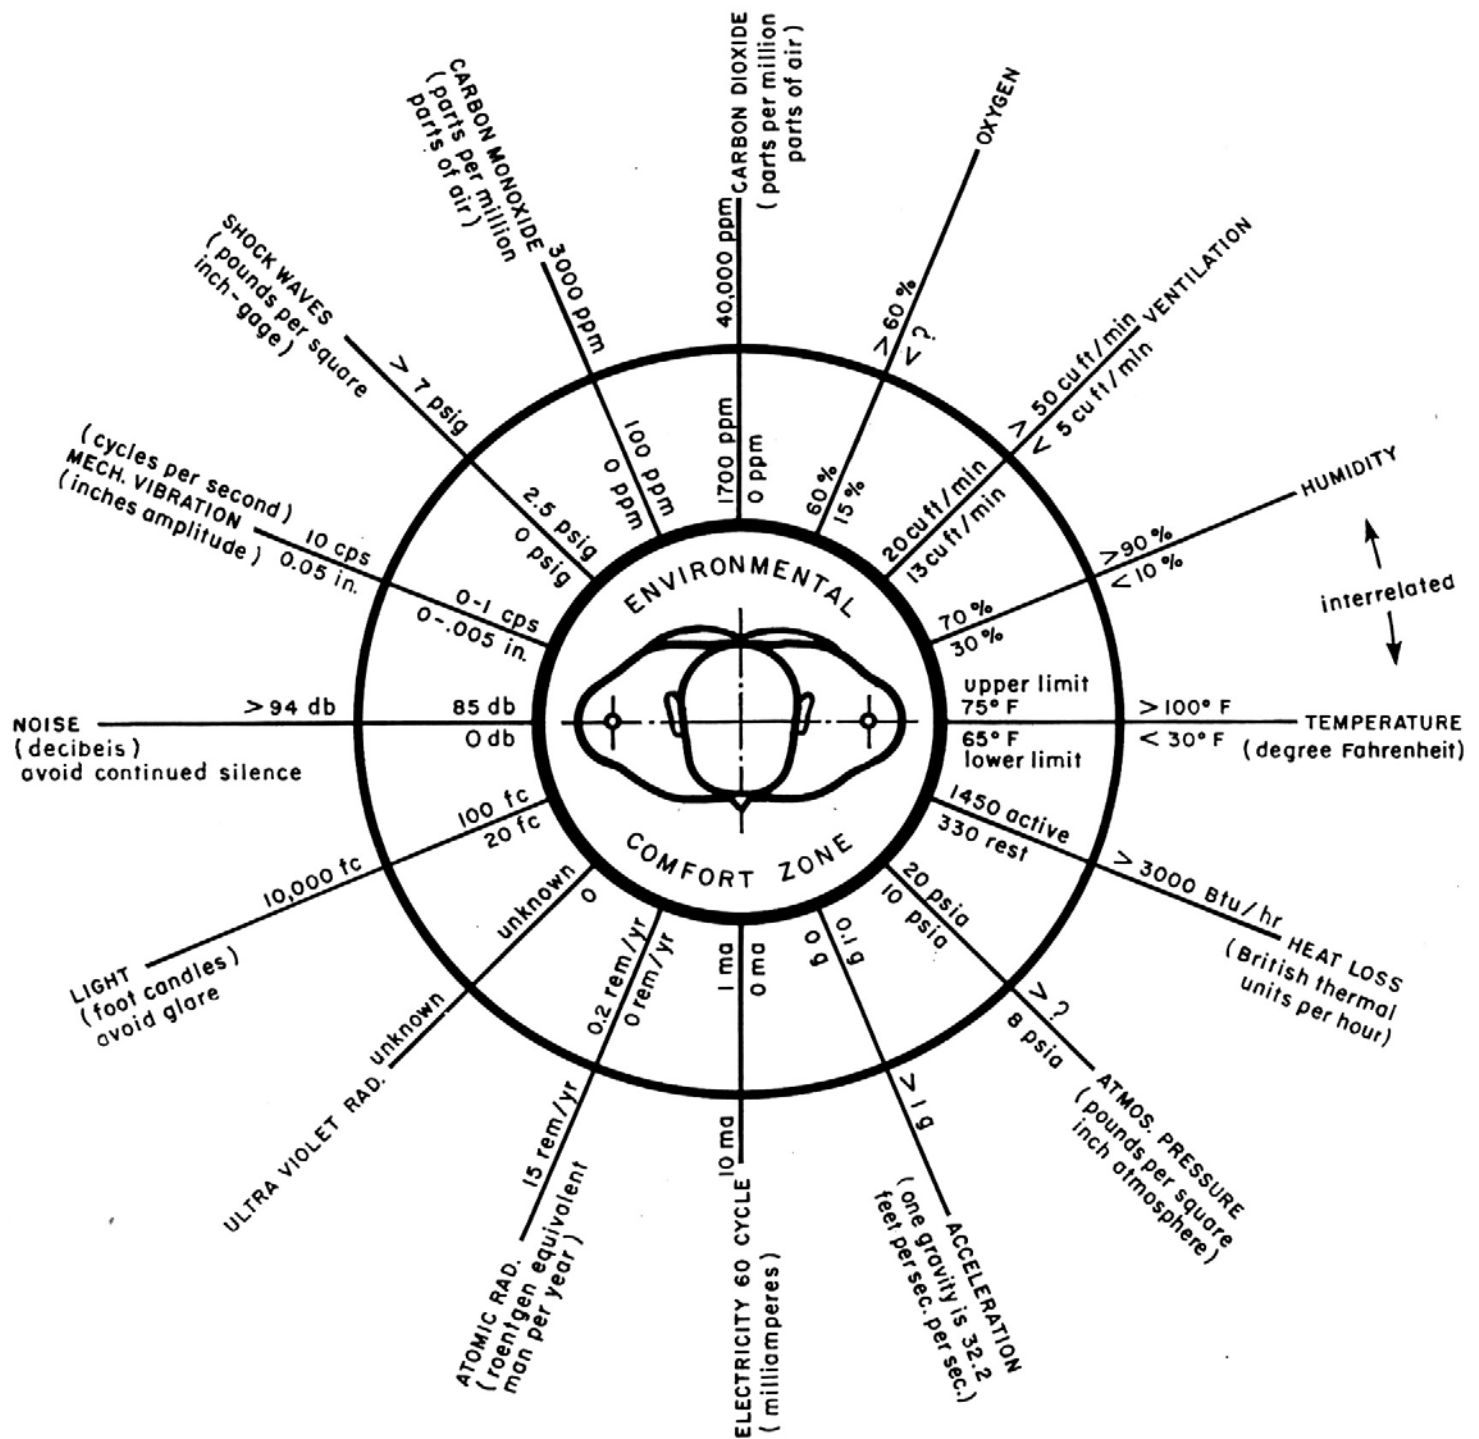 CARBON DIOXIDE
(parts per million
parts of air)
40,000 ppm
1700 ppm
0 ppm
OXYGEN
> 60 %
< ?
60 %
15 %
VENTILATION
> 50 cu ft / min
< 5 cu ft / min
20 cu ft / min
13 cu ft / min
HUMIDITY
>90 %
< 10 %
70 %
30 %
interrelated
TEMPERATURE
(degree Fahrenheit)
>100° F
< 30° F
upper limit
75° F
65° F
lower limit
1450 active
330 rest
> 3000 Btu / hr
HEAT LOSS
(British thermal
units per hour)
20 psia
10 psia
> ?
8 psia
ATMOS. PRESSURE
(pounds per square
inch atmosphere)
0.1 g
0 g
> 1 g
ACCELERATION
(one gravity is 32.2
feet per sec. per sec.)
1 ma
0 ma
10 ma
ELECTRICITY 60 CYCLE
(milliamperes)
0.2 rem/yr
0 rem/yr
15 rem/yr
ATOMIC RAD.
(roentgen equivalent
man per year)
unknown
0
unknown
ULTRA VIOLET RAD.
100 fc
20 fc
10,000 fc
LIGHT
(foot candles)
avoid glare
85 db
0 db
> 94 db
NOISE
(decibeis)
avoid continued silence
0-1 cps
0-.005 in.
10 cps
0.05 in.
(cycles per second)
MECH. VIBRATION
(inches amplitude)
2.5 psig
0 psig
> 7 psig
SHOCK WAVES
(pounds per square
inch-gage)
100 ppm
0 ppm
3000 ppm
CARBON MONOXIDE
(parts per million
parts of air)
ENVIRONMENTAL
COMFORT ZONE